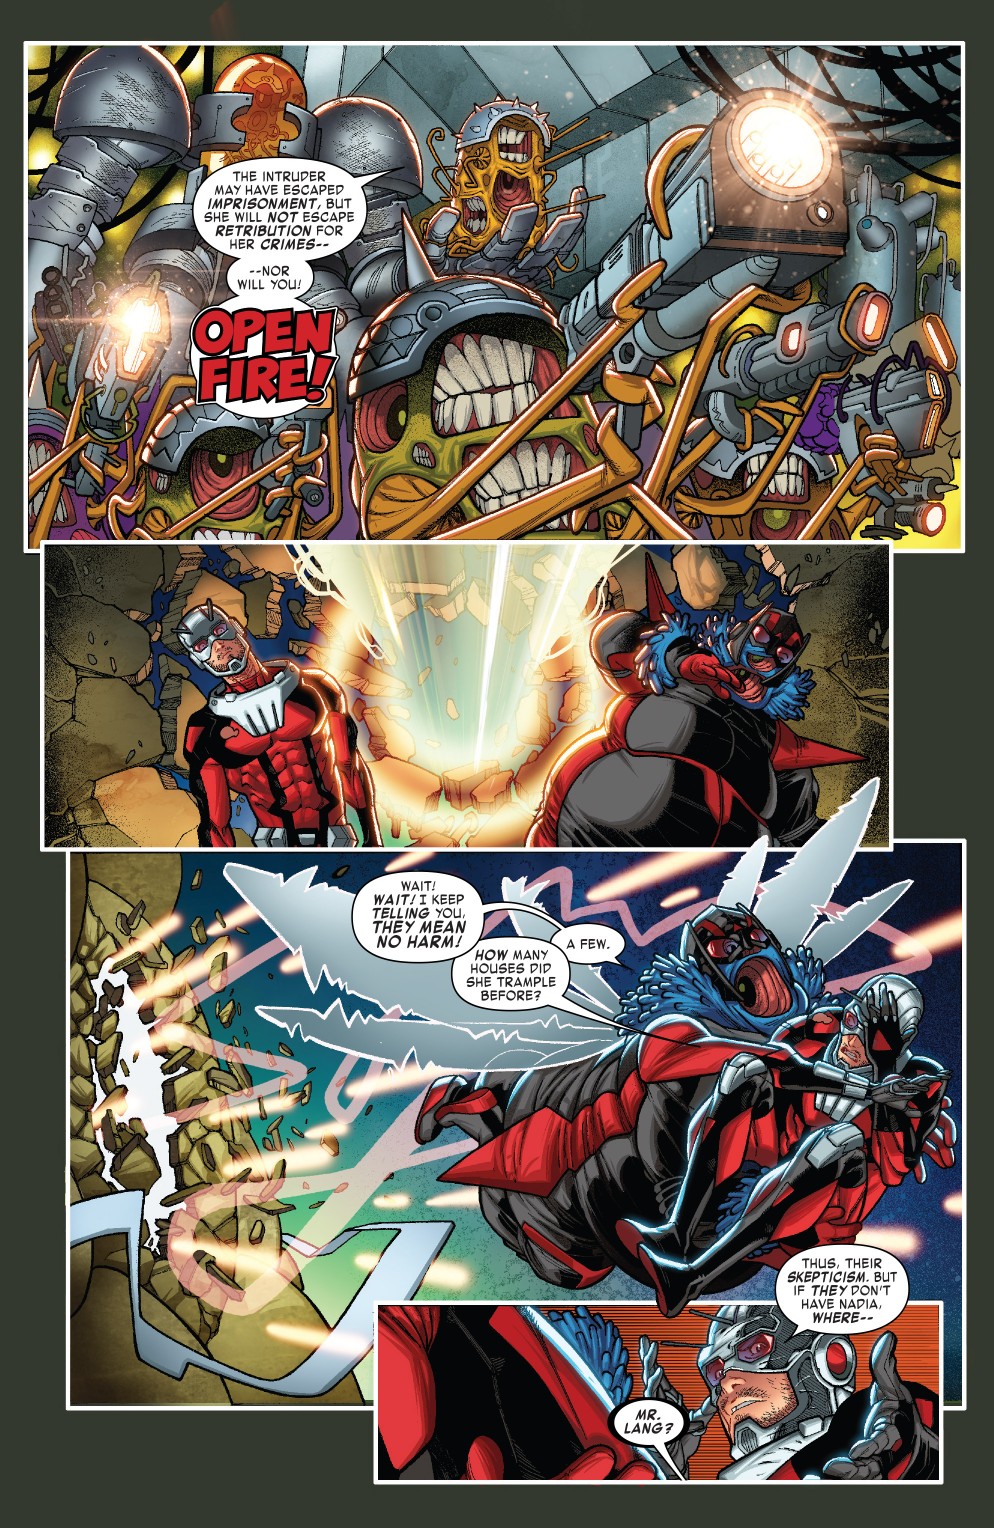 THE INTRUDER
MAY HAVE ESCAPED
IMPRISONMENT, BUT
SHE WILL NOT ESCAPE
RETRIBUTION FOR
HER CRIMES--
--NOR
WILL YOU!
OPEN
FIRE!
WAIT!
WAIT! I KEEP
TELLING YOU,
THEY MEAN
NO HARM!
HOW MANY
HOUSES DID
SHE TRAMPLE
BEFORE?
A FEW.
THUS, THEIR
SKEPTICISM. BUT
IF THEY DON'T
HAVE NADIA,
WHERE--
MR.
LANG?